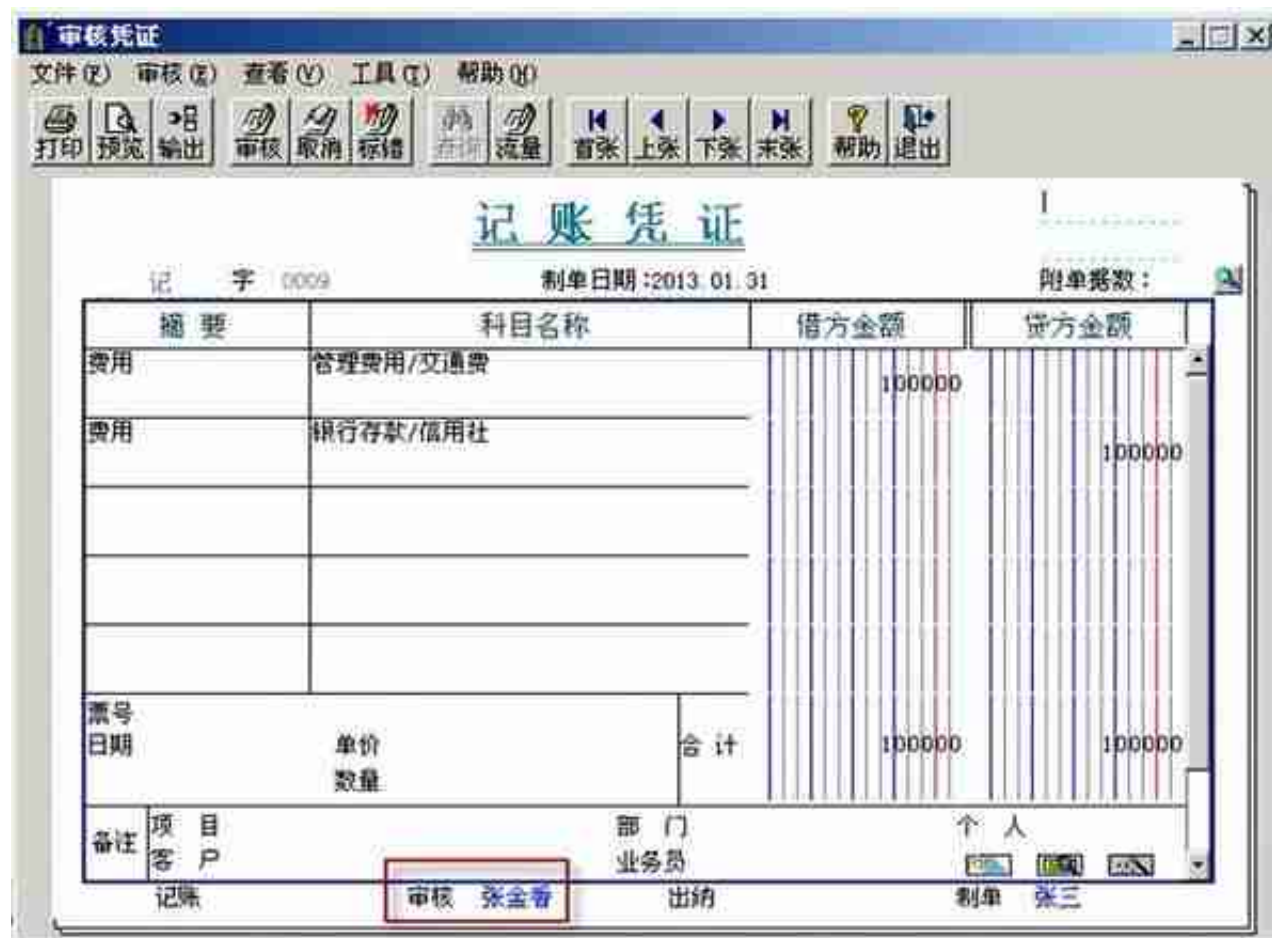 审核凭证
文件(F) 审核(E) 查看(V) 工具(T) 帮助(H)
打印 预览 输出 审核 取消 标错 查询 流量 首张 上张 下张 末张 帮助 退出
记 账 凭 证
记 字 0009 制单日期:2013.01.31 附单据数:
摘 要 科目名称 借方金额 贷方金额
费用 管理费用/交通费 100000
费用 银行存款/信用社 100000
票号
日期 单价 合 计 100000 100000
数量
备注 项 目 部 门 个 人
客 户 业务员
记账 审核 张金香 出纳 制单 张三